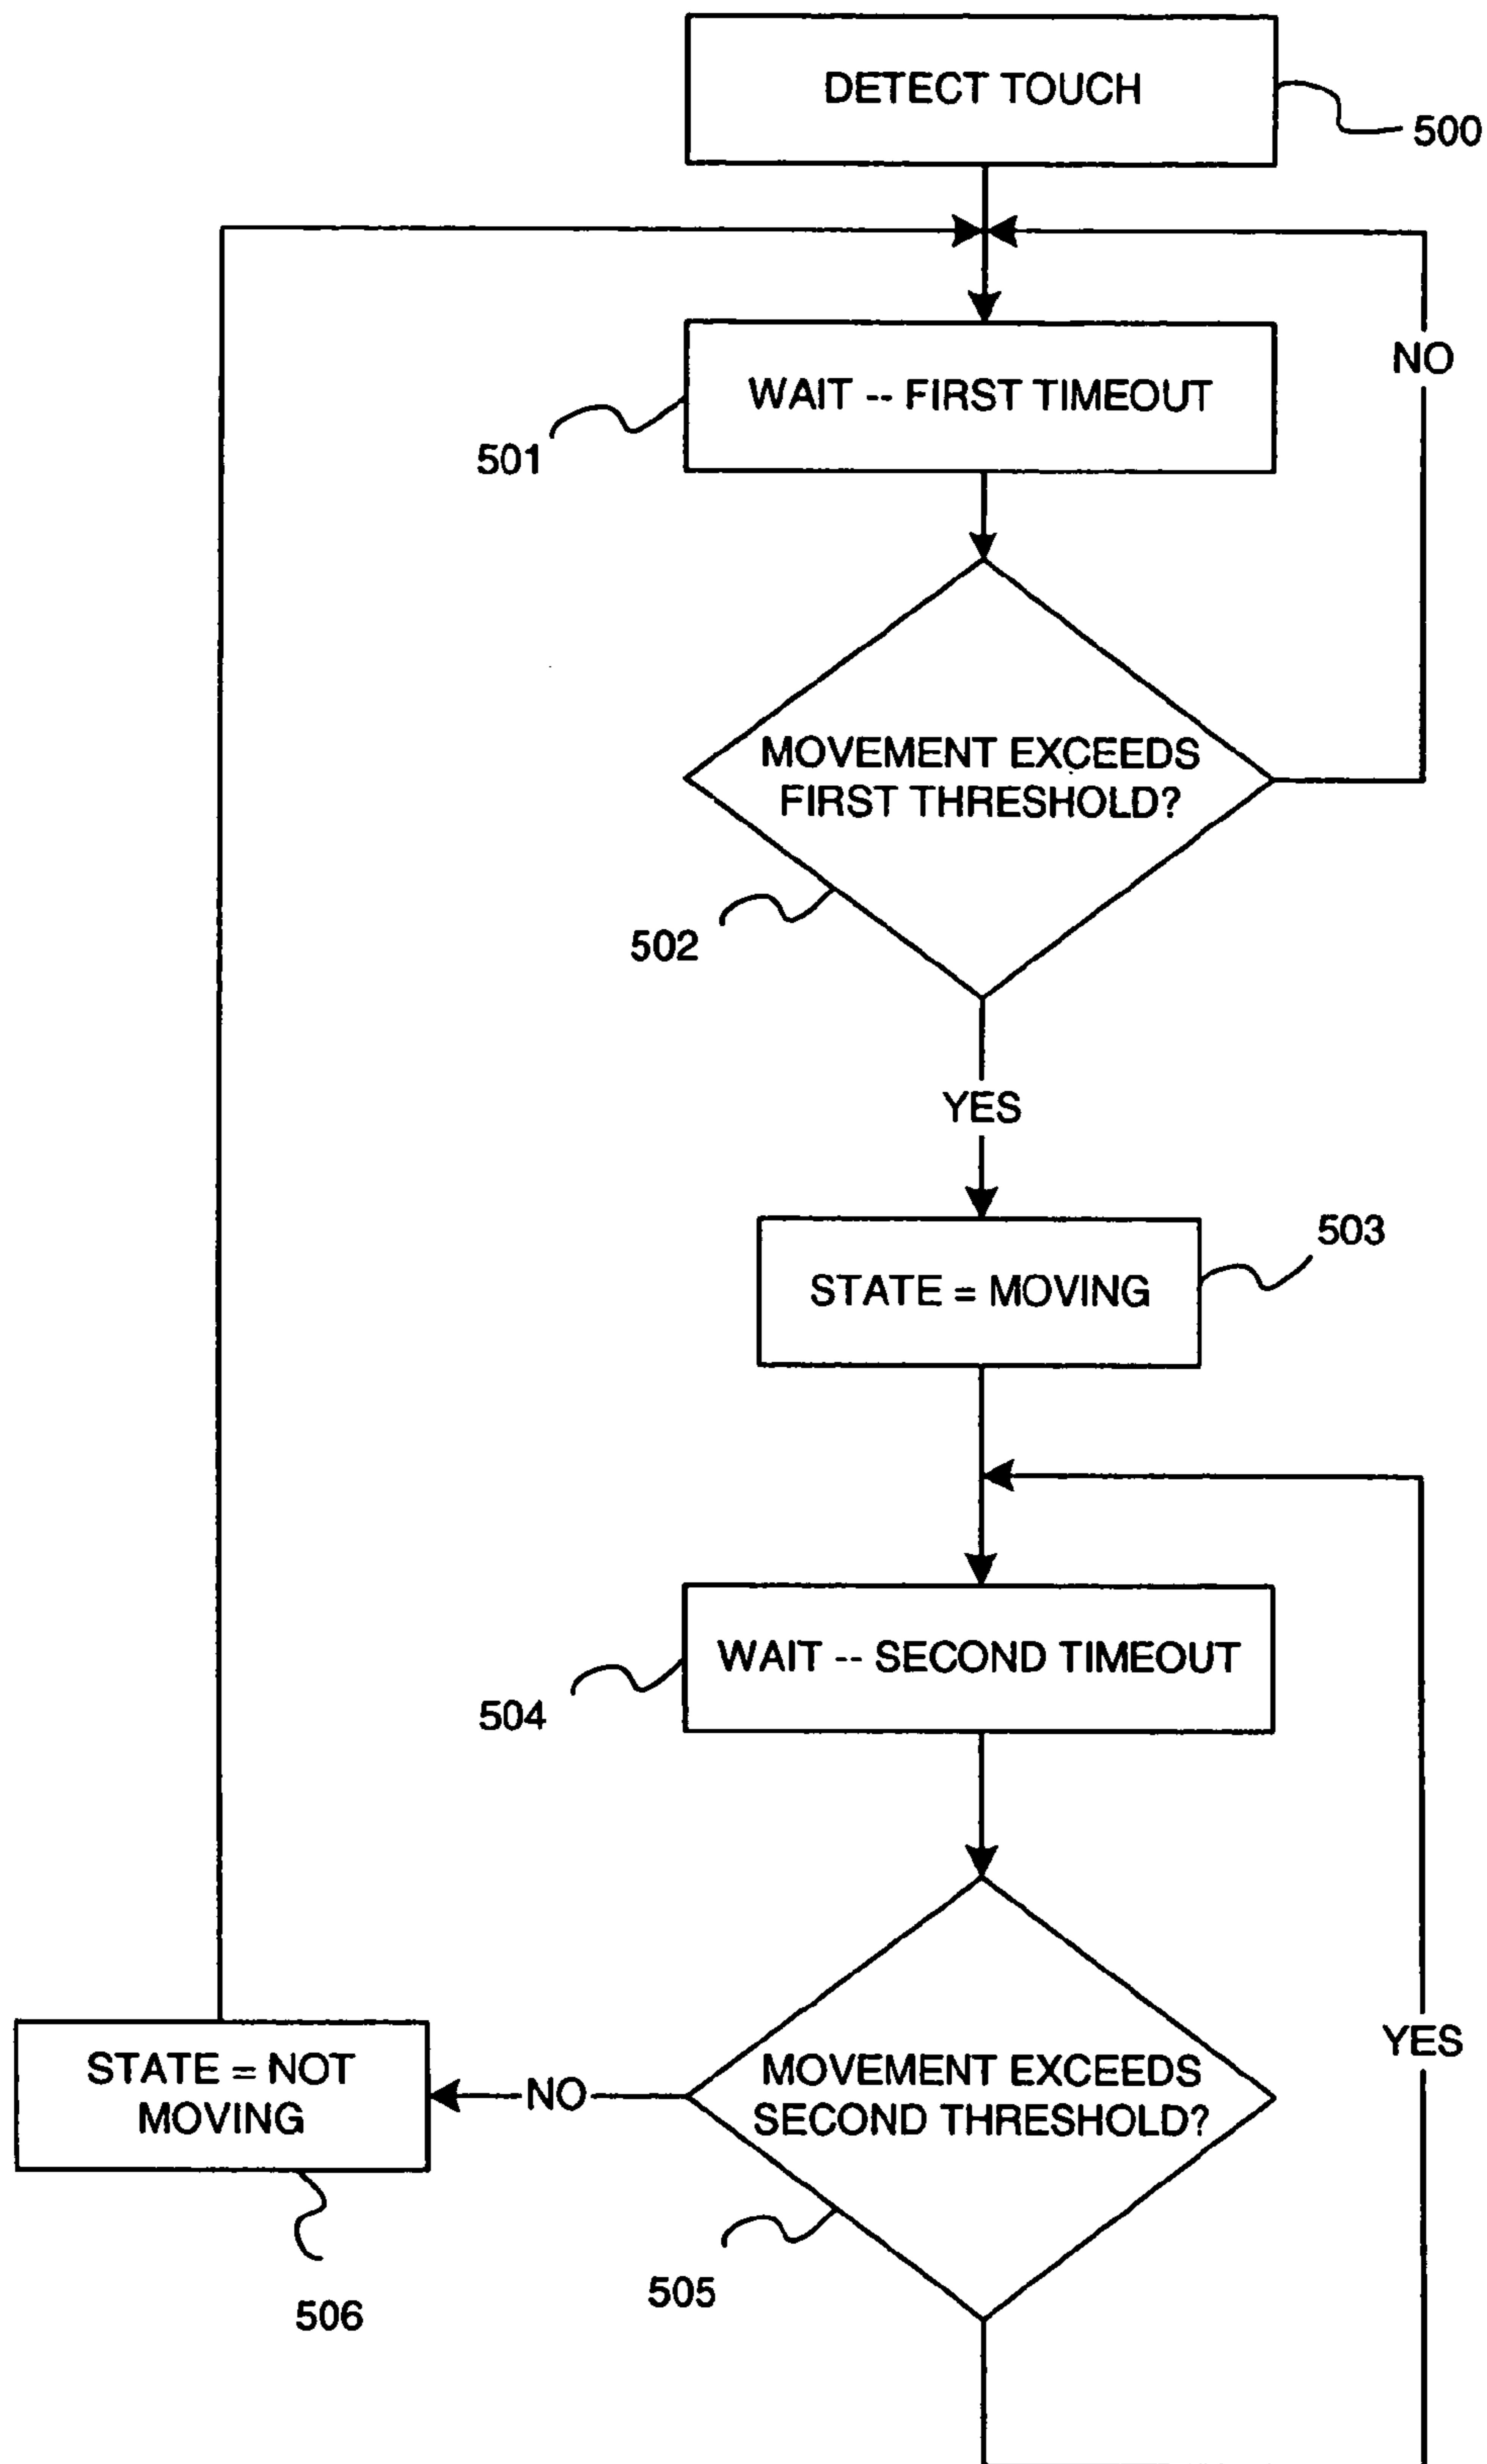 DETECT TOUCH
500
NO
WAIT -- FIRST TIMEOUT
501
MOVEMENT EXCEEDS
FIRST THRESHOLD?
502
YES
503
STATE = MOVING
WAIT -- SECOND TIMEOUT
504
YES
STATE = NOT
MOVING
NO
MOVEMENT EXCEEDS
SECOND THRESHOLD?
505
506